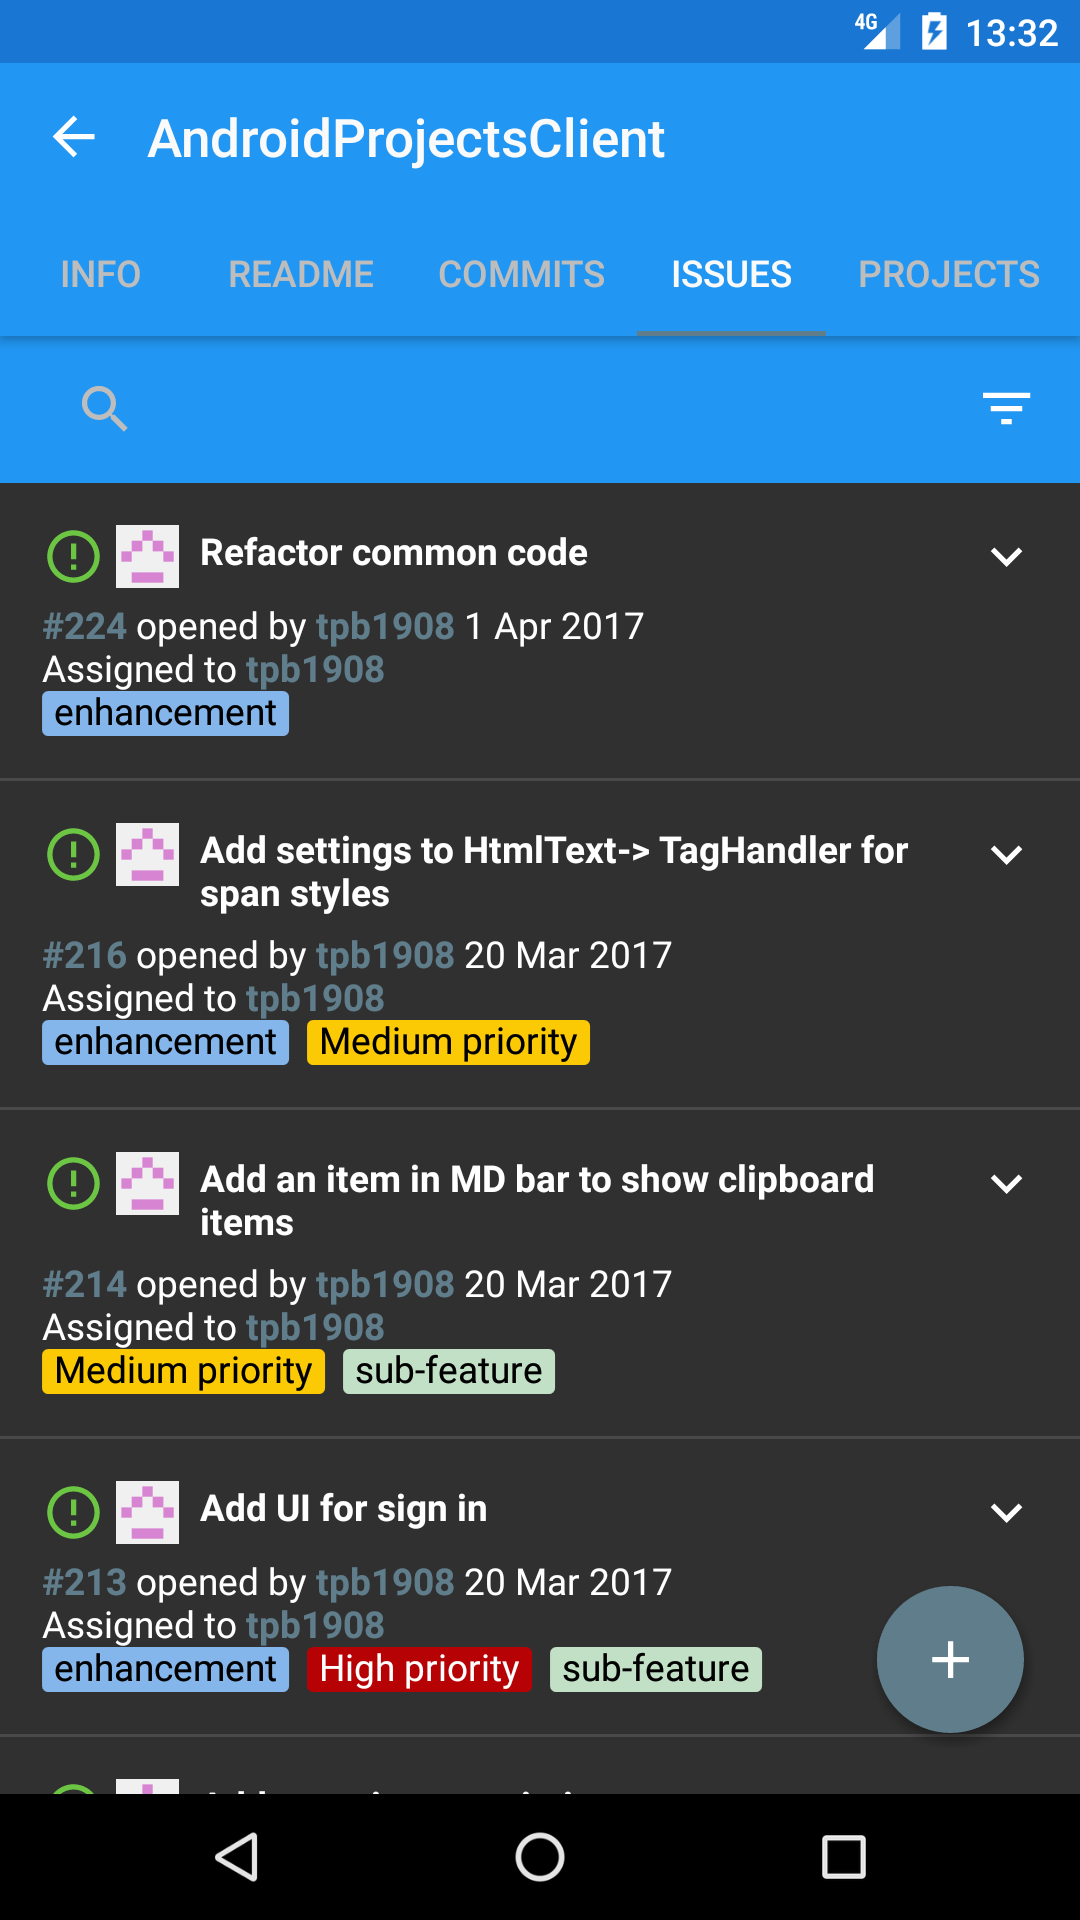 4G 13:32
AndroidProjectsClient
INFO README COMMITS ISSUES PROJECTS
Refactor common code
#224 opened by tpb1908 1 Apr 2017
Assigned to tpb1908
enhancement
Add settings to HtmlText-> TagHandler for
span styles
#216 opened by tpb1908 20 Mar 2017
Assigned to tpb1908
enhancement Medium priority
Add an item in MD bar to show clipboard
items
#214 opened by tpb1908 20 Mar 2017
Assigned to tpb1908
Medium priority sub-feature
Add UI for sign in
#213 opened by tpb1908 20 Mar 2017
Assigned to tpb1908
enhancement High priority sub-feature